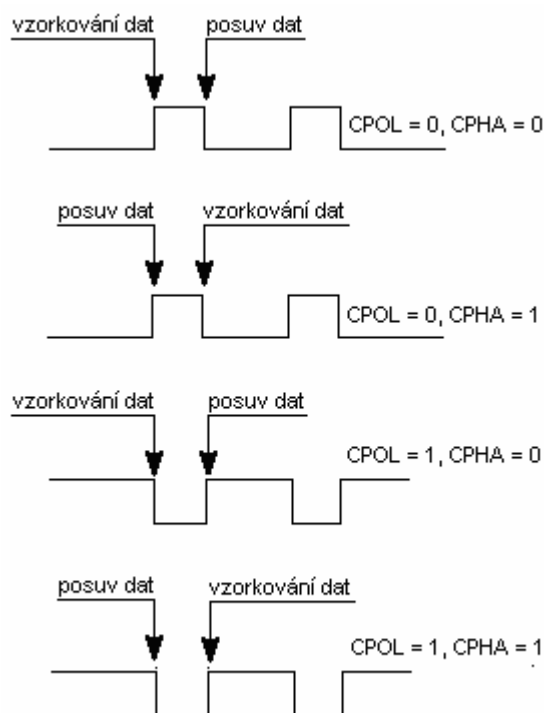 vzorkování dat posuv dat
CPOL = 0, CPHA = 0
posuv dat vzorkování dat
CPOL = 0, CPHA = 1
vzorkování dat posuv dat
CPOL = 1, CPHA = 0
posuv dat vzorkování dat
CPOL = 1, CPHA = 1